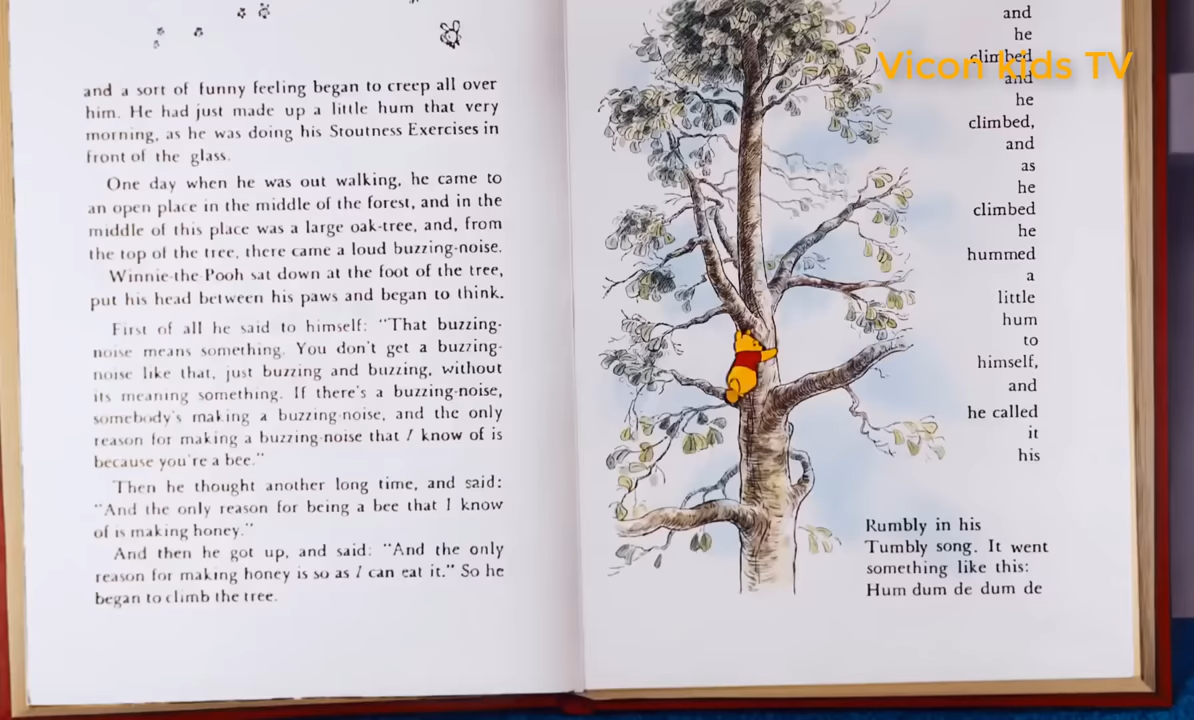 and a sort of funny feeling began to creep all over
him. He had just made up a little hum that very
morning, as he was doing his Stoutness Exercises in
front of the glass.
One day when he was out walking, he came to
an open place in the middle of the forest, and in the
middle of this place was a large oak-tree, and, from
the top of the tree, there came a loud buzzing-noise.
Winnie-the-Pooh sat down at the foot of the tree,
put his head between his paws and began to think.
First of all he said to himself: "That buzzing-
noise means something. You don't get a buzzing-
noise like that, just buzzing and buzzing, without
its meaning something. If there's a buzzing-noise,
somebody's making a buzzing-noise, and the only
reason for making a buzzing-noise that I know of is
because you're a bee."
Then he thought another long time, and said:
"And the only reason for being a bee that I know
of is making honey."
And then he got up, and said: "And the only
reason for making honey is so as I can eat it." So he
began to climb the tree.
and
he
climbed
and
he
climbed,
and
as
he
climbed
he
hummed
a
little
hum
to
himself,
and
he called
it
his
Rumbly in his
Tumbly song. It went
something like this:
Hum dum de dum de
Vicon kids TV